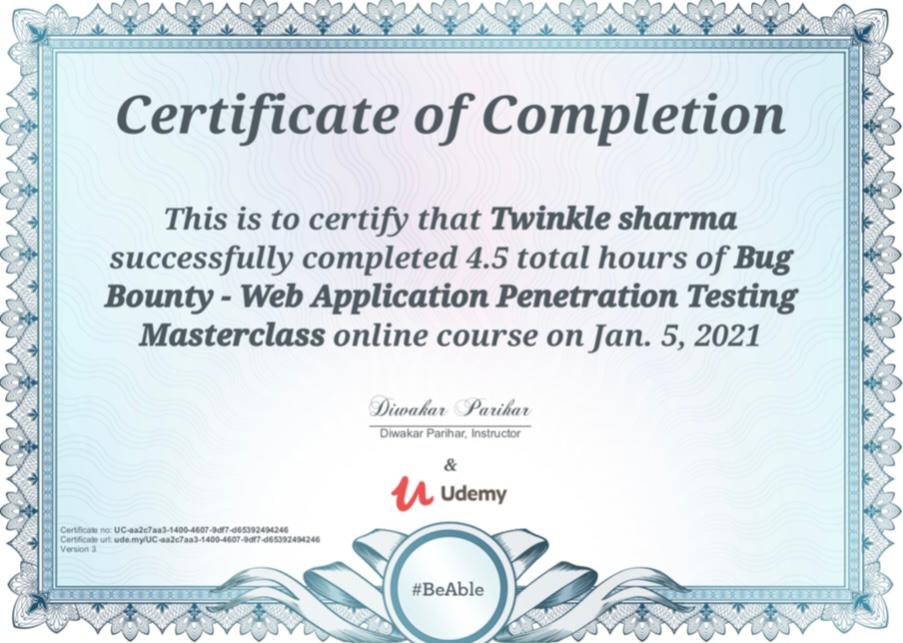 Certificate of Completion
This is to certify that Twinkle sharma
successfully completed 4.5 total hours of Bug
Bounty - Web Application Penetration Testing
Masterclass online course on Jan. 5, 2021
Diwakar Parihar
Diwakar Parihar, Instructor
&
Udemy
Certificate no: UC-aa2c7aa3-1400-4607-9df7-d65392494246
Certificate url: ude.my/UC-aa2c7aa3-1400-4607-9df7-d65392494246
Version 3
#BeAble